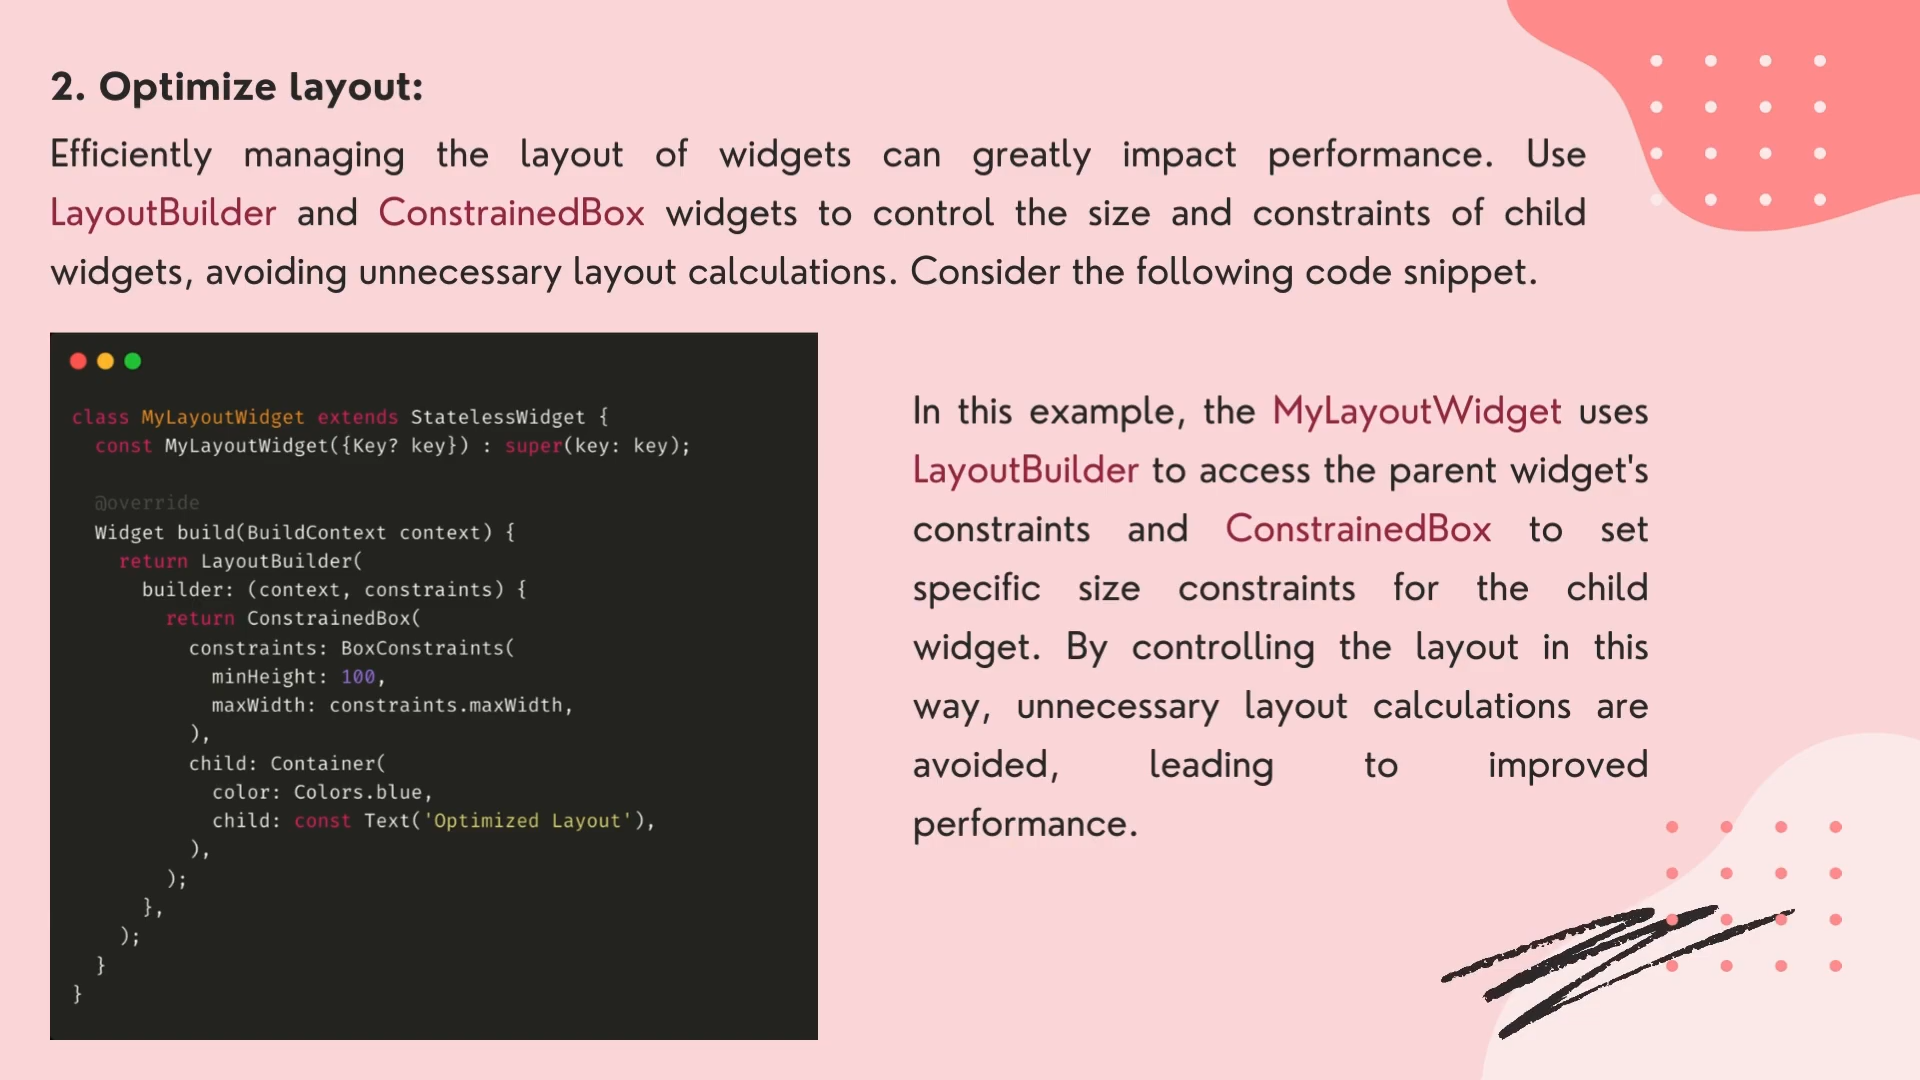 2. Optimize layout:
Efficiently managing the layout of widgets can greatly impact performance. Use
LayoutBuilder and ConstrainedBox widgets to control the size and constraints of child
widgets, avoiding unnecessary layout calculations. Consider the following code snippet.
class MyLayoutWidget extends StatelessWidget {
  const MyLayoutWidget({Key? key}) : super(key: key);
  @override
  Widget build(BuildContext context) {
    return LayoutBuilder(
      builder: (context, constraints) {
        return ConstrainedBox(
          constraints: BoxConstraints(
            minHeight: 100,
            maxWidth: constraints.maxWidth,
          ),
          child: Container(
            color: Colors.blue,
            child: const Text('Optimized Layout'),
          ),
        );
      },
    );
  }
}
In this example, the MyLayoutWidget uses
LayoutBuilder to access the parent widget's
constraints and ConstrainedBox to set
specific size constraints for the child
widget. By controlling the layout in this
way, unnecessary layout calculations are
avoided, leading to improved
performance.